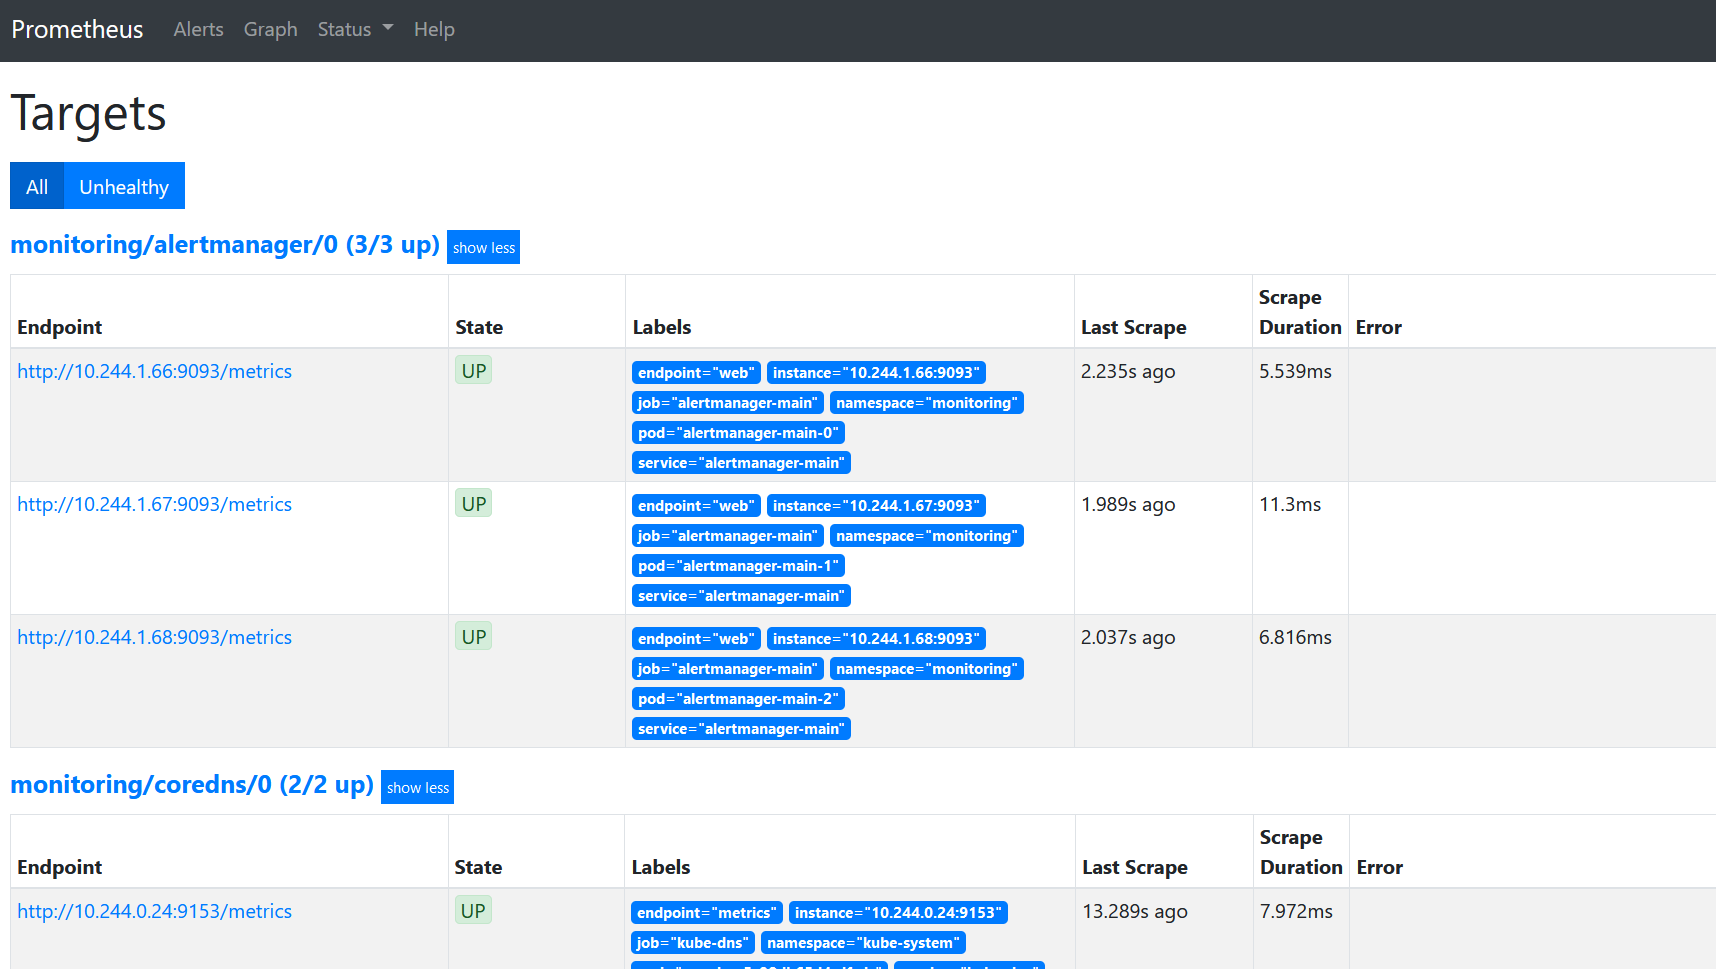 Prometheus Alerts Graph Status Help
Targets
All Unhealthy
monitoring/alertmanager/0 (3/3 up) show less
Endpoint State Labels Last Scrape Scrape Duration Error
http://10.244.1.66:9093/metrics UP endpoint="web" instance="10.244.1.66:9093" 2.235s ago 5.539ms
job="alertmanager-main" namespace="monitoring"
pod="alertmanager-main-0"
service="alertmanager-main"
http://10.244.1.67:9093/metrics UP endpoint="web" instance="10.244.1.67:9093" 1.989s ago 11.3ms
job="alertmanager-main" namespace="monitoring"
pod="alertmanager-main-1"
service="alertmanager-main"
http://10.244.1.68:9093/metrics UP endpoint="web" instance="10.244.1.68:9093" 2.037s ago 6.816ms
job="alertmanager-main" namespace="monitoring"
pod="alertmanager-main-2"
service="alertmanager-main"
monitoring/coredns/0 (2/2 up) show less
Endpoint State Labels Last Scrape Scrape Duration Error
http://10.244.0.24:9153/metrics UP endpoint="metrics" instance="10.244.0.24:9153" 13.289s ago 7.972ms
job="kube-dns" namespace="kube-system"